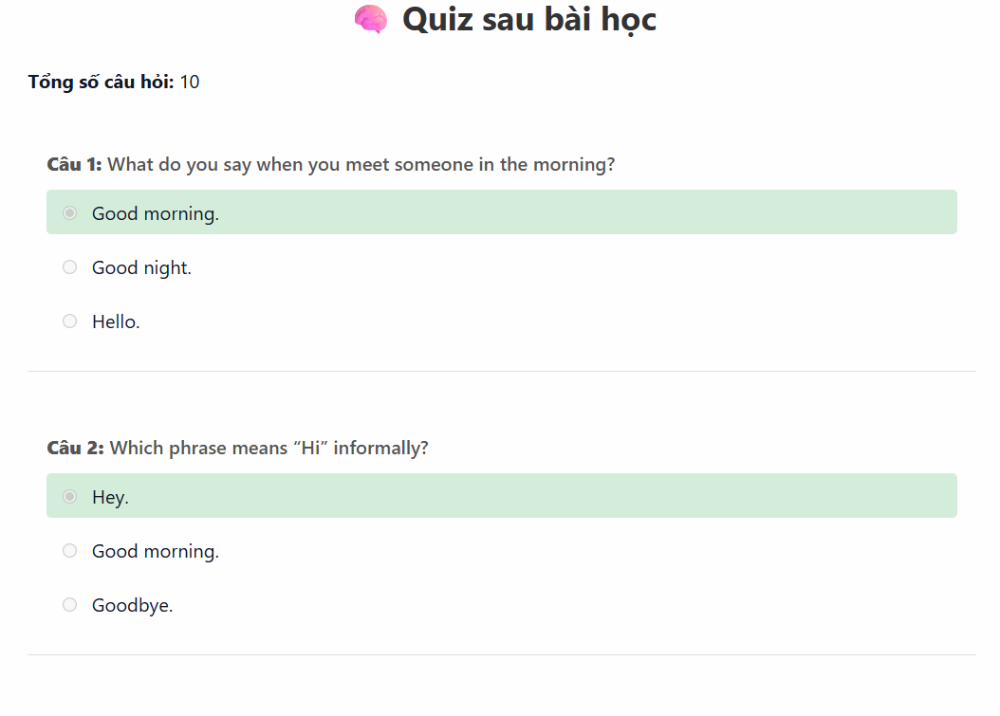 Quiz sau bài học
Tổng số câu hỏi: 10
Câu 1: What do you say when you meet someone in the morning?
Good morning.
Good night.
Hello.
Câu 2: Which phrase means “Hi” informally?
Hey.
Good morning.
Goodbye.